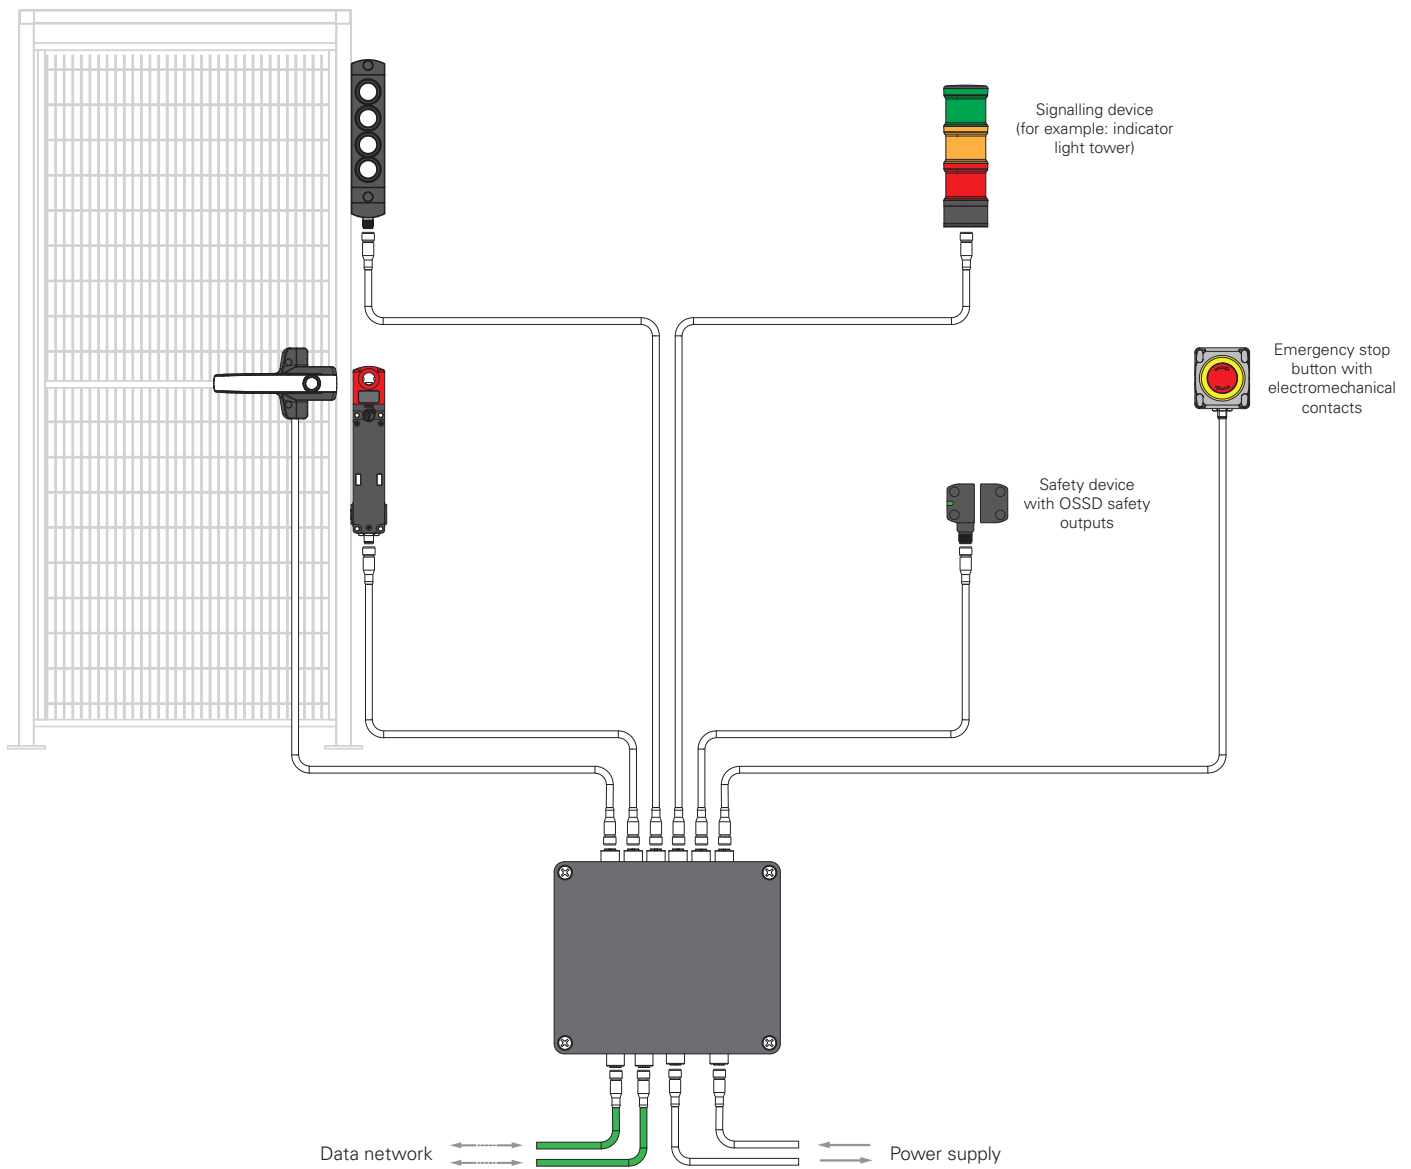 Signalling device
(for example: indicator
light tower)
Emergency stop
button with
electromechanical
contacts
Safety device
with OSSD safety
outputs
Data network
Power supply